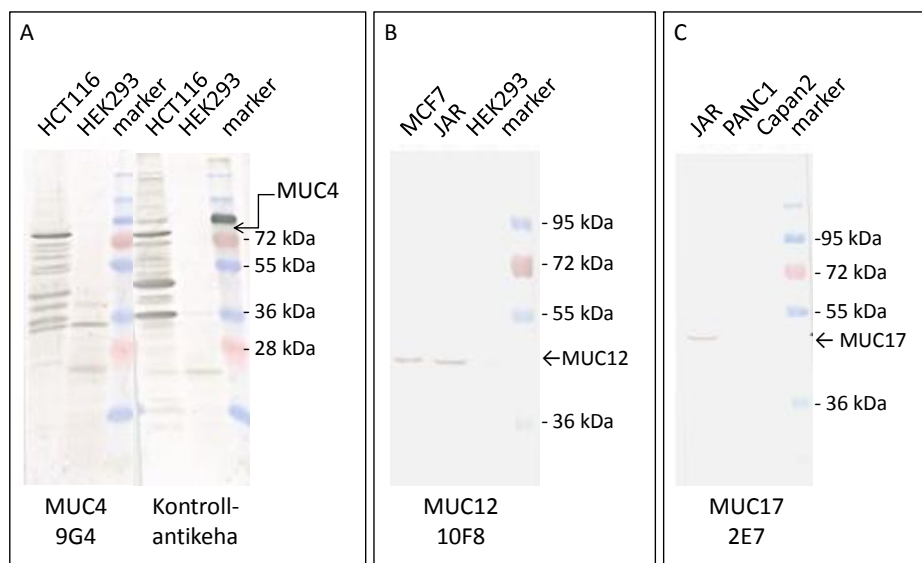 A
HCT116
HEK293
marker
HCT116
HEK293
marker
MUC4
- 72 kDa
- 55 kDa
- 36 kDa
- 28 kDa
MUC4
9G4
Kontroll-
antikeha
B
MCF7
JAR
HEK293
marker
- 95 kDa
- 72 kDa
- 55 kDa
←MUC12
- 36 kDa
MUC12
10F8
C
JAR
PANC1
Capan2
marker
-95 kDa
- 72 kDa
- 55 kDa
← MUC17
- 36 kDa
MUC17
2E7